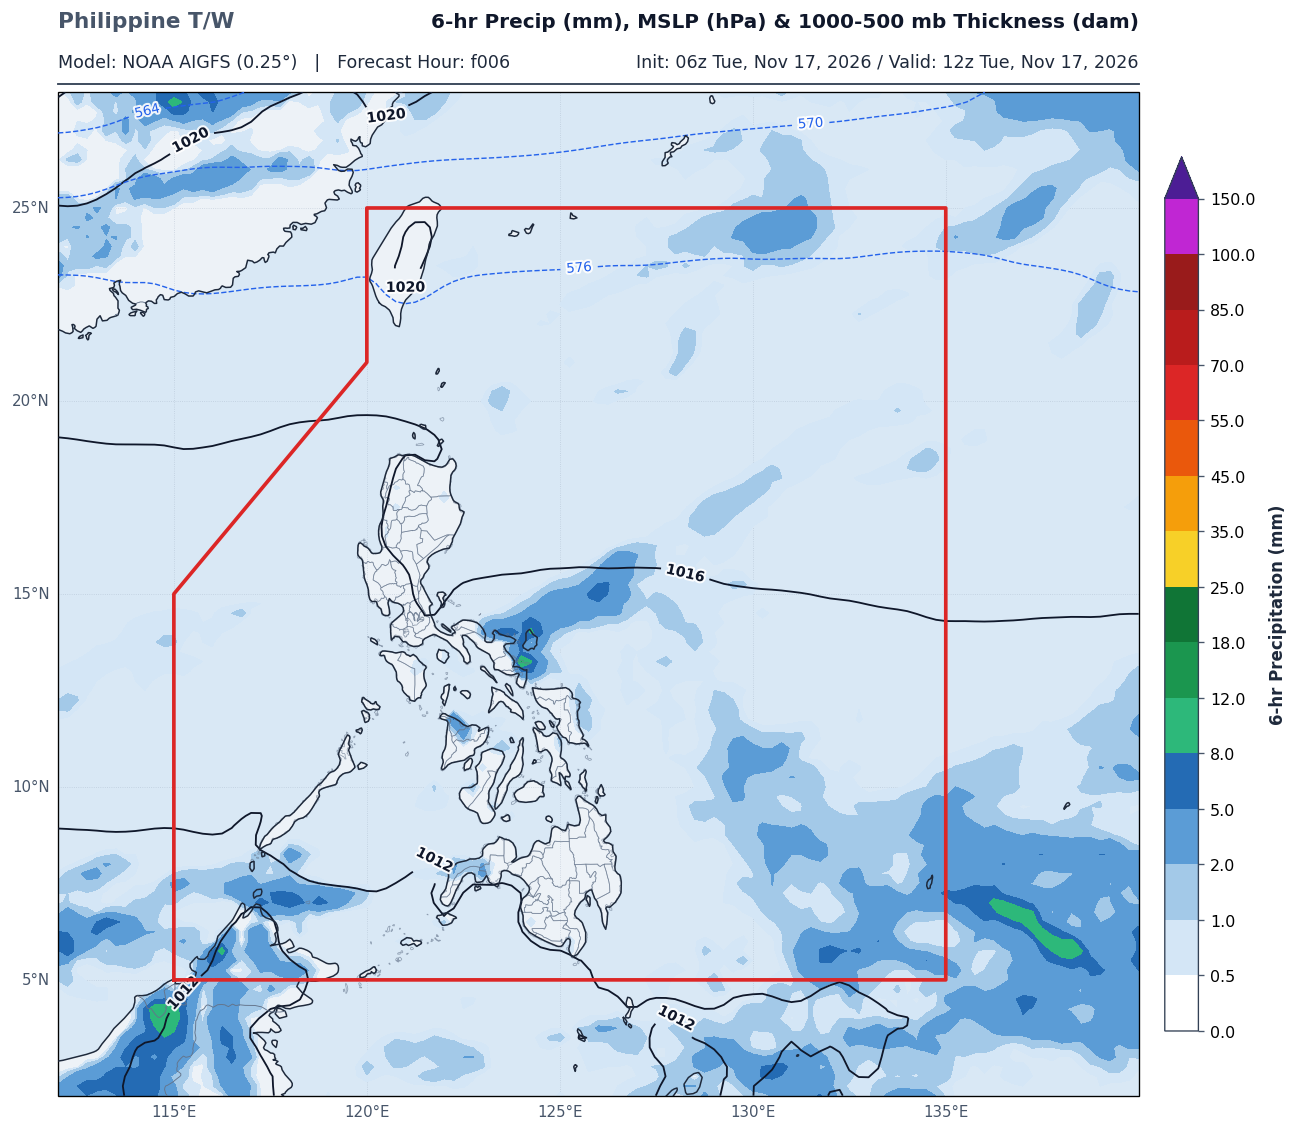 Philippine T/W
6-hr Precip (mm), MSLP (hPa) & 1000-500 mb Thickness (dam)
Model: NOAA AIGFS (0.25°) | Forecast Hour: f006
Init: 06z Tue, Nov 17, 2026 / Valid: 12z Tue, Nov 17, 2026
564
1020
1020
570
25°N
576
1020
20°N
1016
15°N
10°N
1012
1012
5°N
1012
115°E
120°E
125°E
130°E
135°E
150.0
100.0
85.0
70.0
55.0
45.0
35.0
25.0
18.0
12.0
8.0
5.0
2.0
1.0
0.5
0.0
6-hr Precipitation (mm)